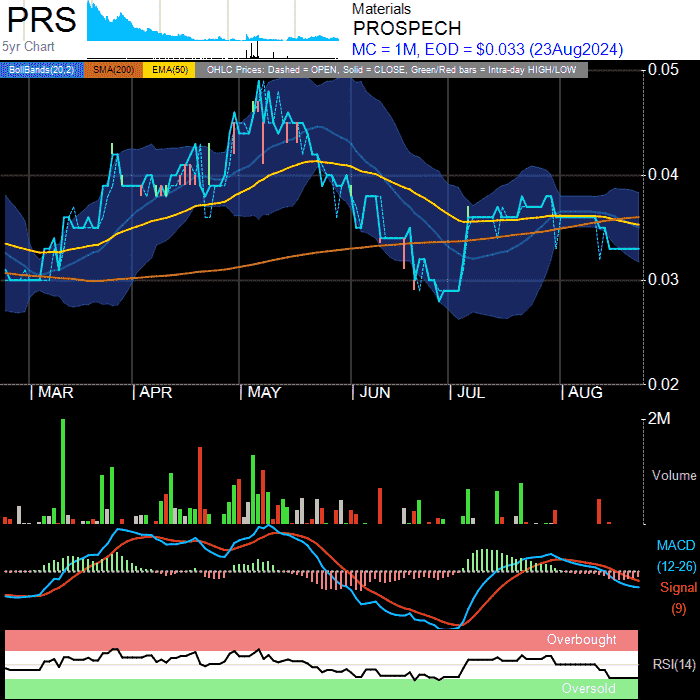 PRS
5yr Chart
Materials
PROSPECH
MC = 1M, EOD = $0.033 (23Aug2024)
BollBands(20,2) SMA(200) EMA(50) OHLC Prices: Dashed = OPEN, Solid = CLOSE, Green/Red bars = Intra-day HIGH/LOW
0.05
0.04
0.03
0.02
MAR APR MAY JUN JUL AUG
2M
Volume
MACD
(12-26)
Signal
(9)
Overbought
RSI(14)
Oversold